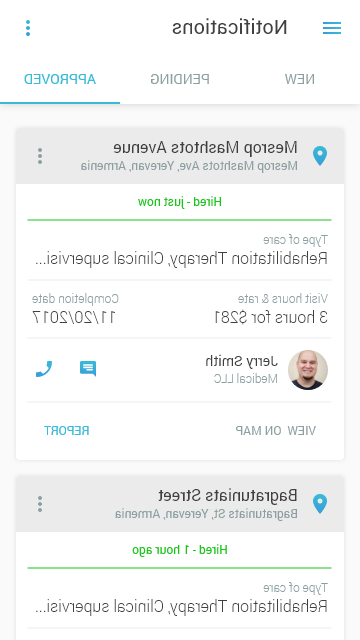 Notifications
NEW PENDING APPROVED
Mesrop Mashtots Avenue
Mesrop Mashtots Ave, Yerevan, Armenia
Hired - just now
Type of care
Rehabilitation Therapy, Clinical supervisi...
Visit hours & rate Completion date
3 hours for $281 11/20/2017
Jerry Smith
Medical LLC
VIEW ON MAP REPORT
Bagratuniats Street
Bagratuniats St, Yerevan, Armenia
Hired - 1 hour ago
Type of care
Rehabilitation Therapy, Clinical supervisi...